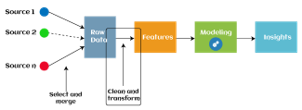 Source 1
Source 2
Source n
Raw
Data
Features
Modeling
Insights
Select and
merge
Clean and
transform